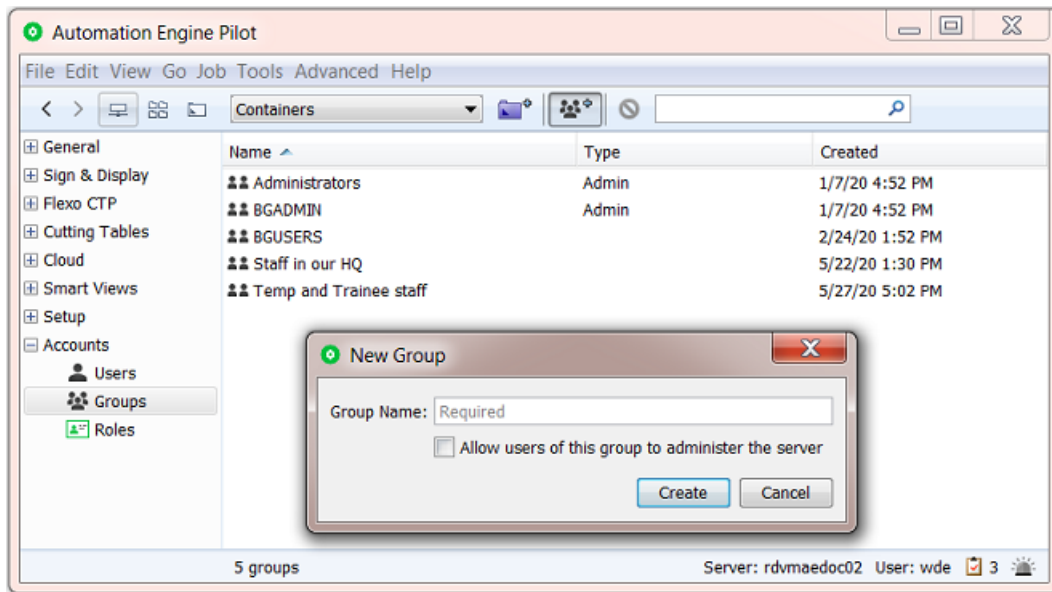 Automation Engine Pilot
File Edit View Go Job Tools Advanced Help
Containers
General
Sign & Display
Flexo CTP
Cutting Tables
Cloud
Smart Views
Setup
Accounts
Users
Groups
Roles
Name Type Created
Administrators Admin 1/7/20 4:52 PM
BGADMIN Admin 1/7/20 4:52 PM
BGUSERS 2/24/20 1:52 PM
Staff in our HQ 5/22/20 1:30 PM
Temp and Trainee staff 5/27/20 5:02 PM
New Group
Group Name: Required
Allow users of this group to administer the server
Create Cancel
5 groups Server: rdvmaedoc02 User: wde 3